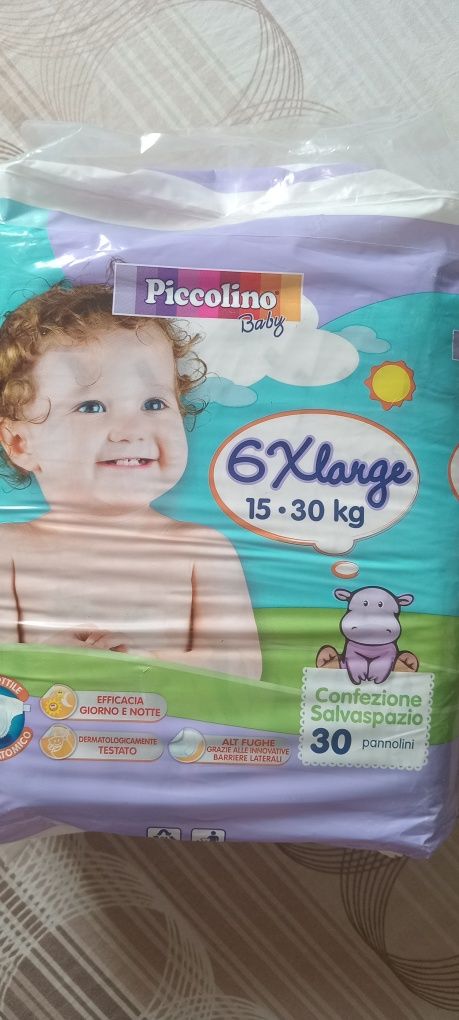 Piccolino
Baby
6 Xlarge
15 • 30 kg
EFFICACIA
GIORNO E NOTTE
DERMATOLOGICAMENTE
TESTATO
ALT FUGHE
GRAZIE ALLE INNOVATIVE
BARRIERE LATERALI
Confezione
Salvaspazio
30 pannolini